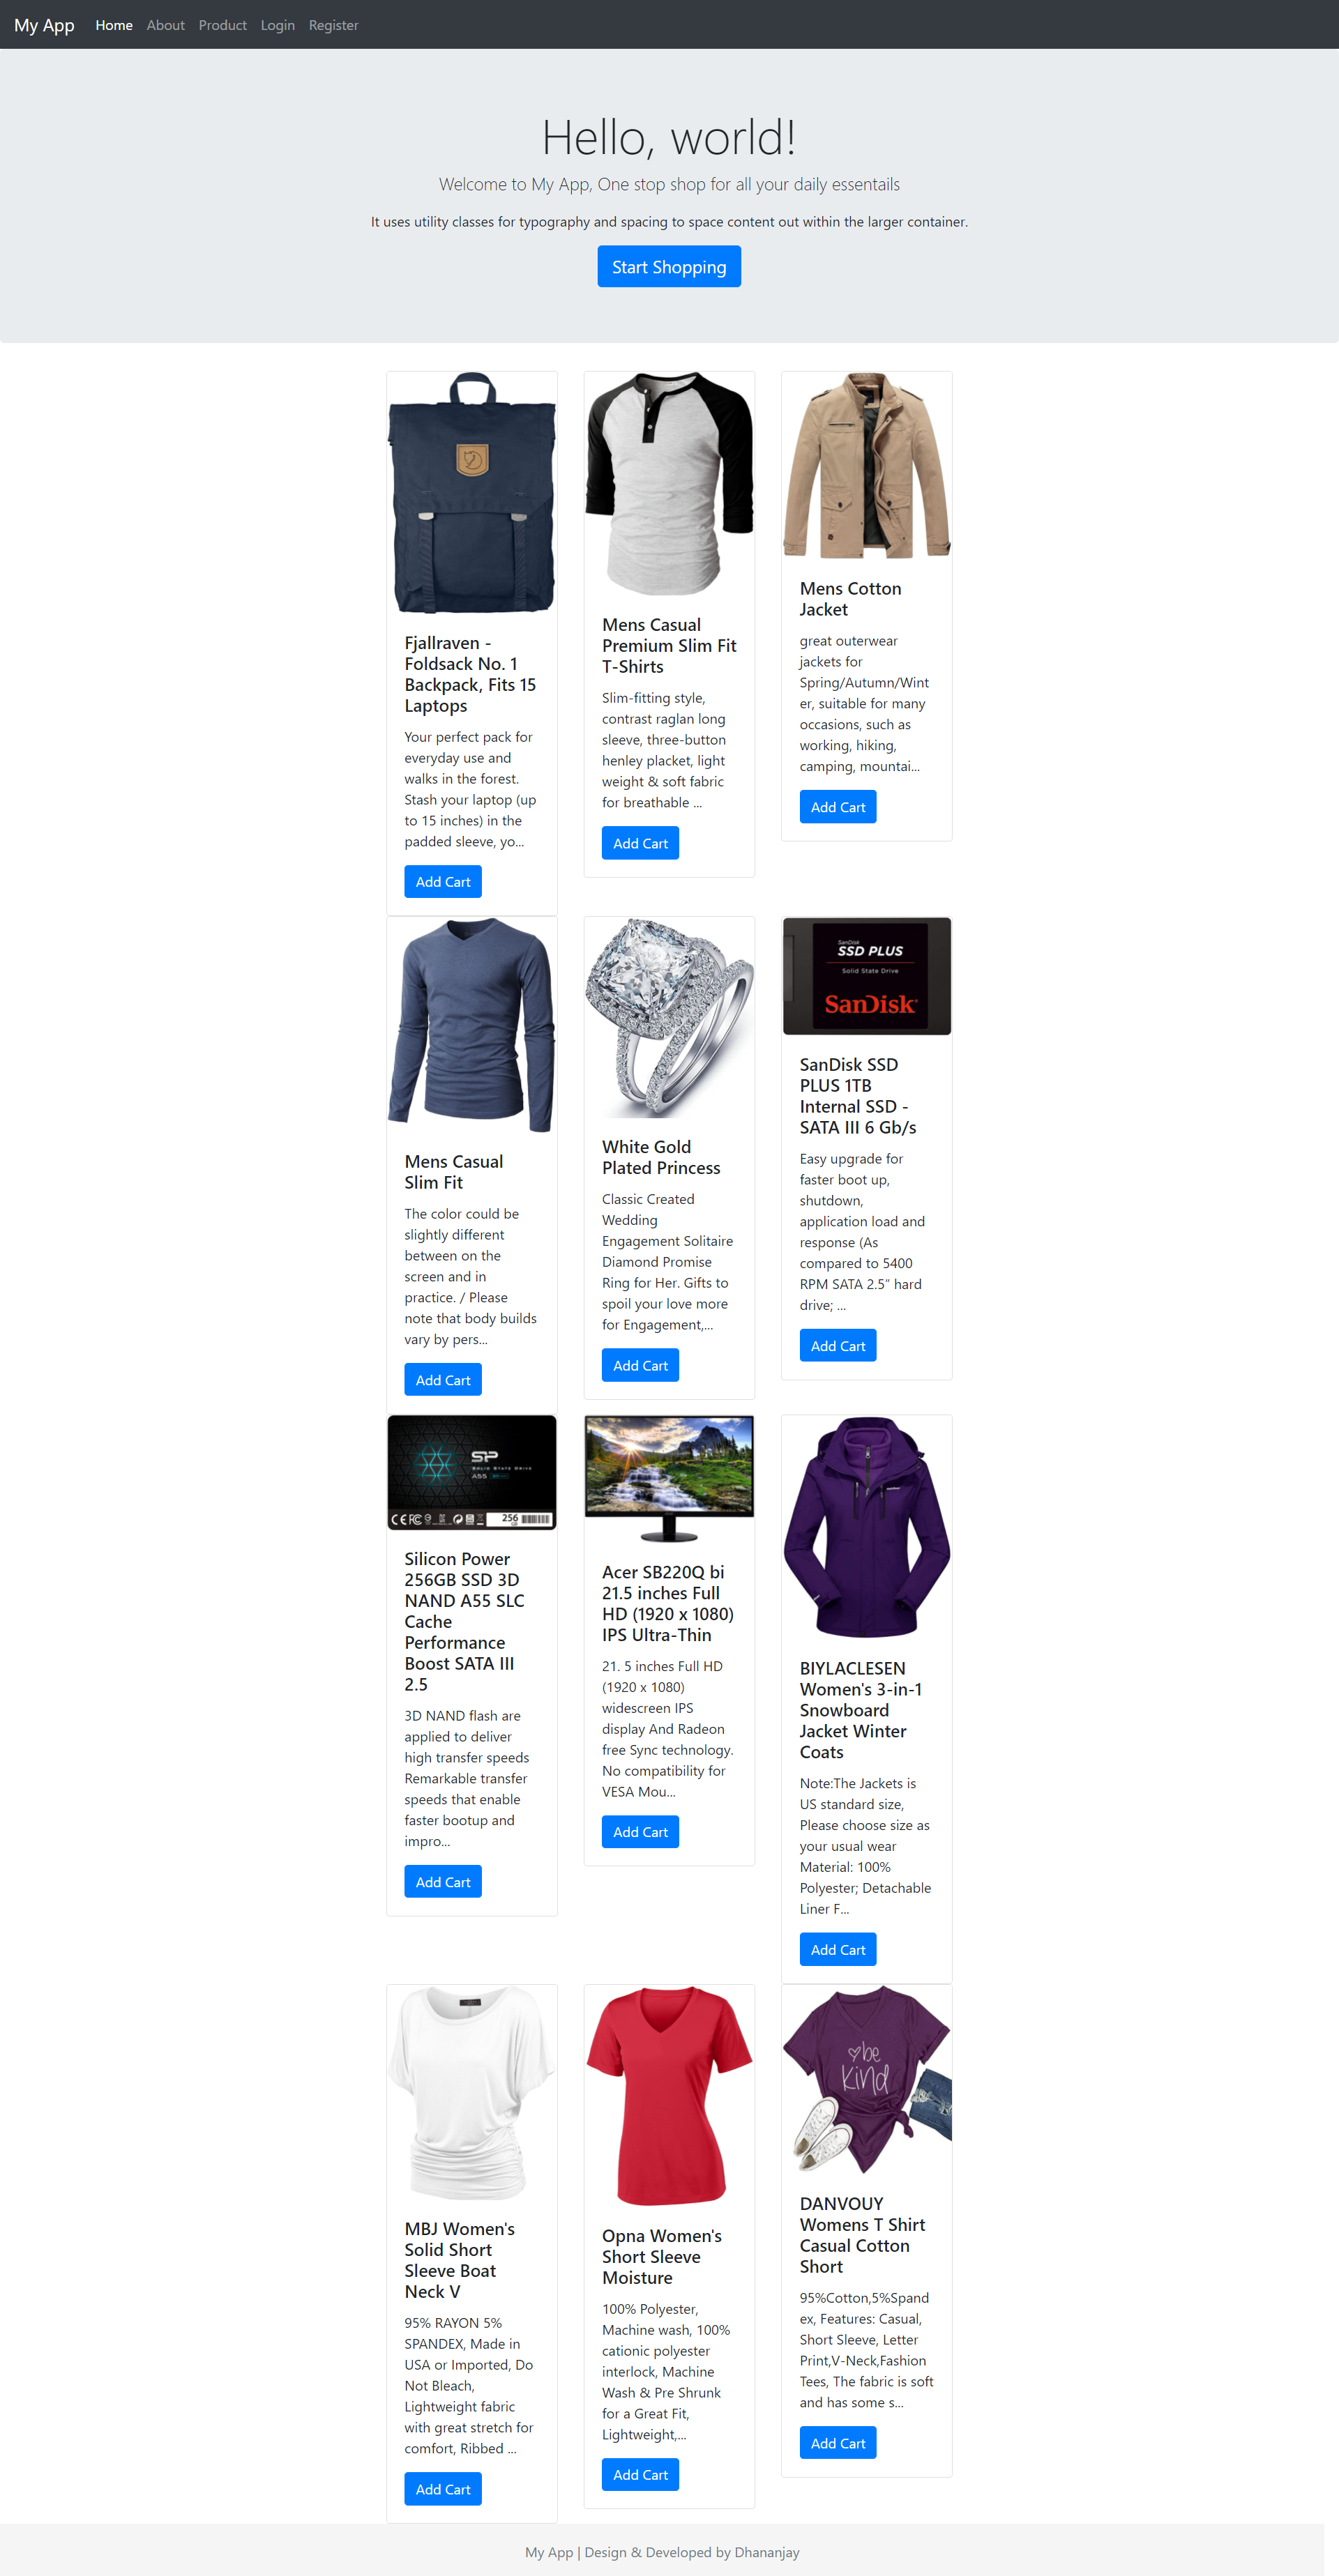 My App Home About Product Login Register
Hello, world!
Welcome to My App, One stop shop for all your daily essentails
It uses utility classes for typography and spacing to space content out within the larger container.
Start Shopping
Fjallraven -
Foldsack No. 1
Backpack, Fits 15
Laptops
Your perfect pack for
everyday use and
walks in the forest.
Stash your laptop (up
to 15 inches) in the
padded sleeve, yo...
Add Cart
Mens Casual
Premium Slim Fit
T-Shirts
Slim-fitting style,
contrast raglan long
sleeve, three-button
henley placket, light
weight & soft fabric
for breathable ...
Add Cart
Mens Cotton
Jacket
great outerwear
jackets for
Spring/Autumn/Wint
er, suitable for many
occasions, such as
working, hiking,
camping, mountai...
Add Cart
Mens Casual
Slim Fit
The color could be
slightly different
between on the
screen and in
practice. / Please
note that body builds
vary by pers...
Add Cart
White Gold
Plated Princess
Classic Created
Wedding
Engagement Solitaire
Diamond Promise
Ring for Her. Gifts to
spoil your love more
for Engagement,...
Add Cart
SanDisk
SSD PLUS
Solid State Drive
SanDisk
SanDisk SSD
PLUS 1TB
Internal SSD -
SATA III 6 Gb/s
Easy upgrade for
faster boot up,
shutdown,
application load and
response (As
compared to 5400
RPM SATA 2.5” hard
drive; ...
Add Cart
SP
SOLID STATE DRIVE
A55
256
GB
Silicon Power
256GB SSD 3D
NAND A55 SLC
Cache
Performance
Boost SATA III
2.5
3D NAND flash are
applied to deliver
high transfer speeds
Remarkable transfer
speeds that enable
faster bootup and
impro...
Add Cart
Acer SB220Q bi
21.5 inches Full
HD (1920 x 1080)
IPS Ultra-Thin
21. 5 inches Full HD
(1920 x 1080)
widescreen IPS
display And Radeon
free Sync technology.
No compatibility for
VESA Mou...
Add Cart
BIYLACLESEN
Women's 3-in-1
Snowboard
Jacket Winter
Coats
Note:The Jackets is
US standard size,
Please choose size as
your usual wear
Material: 100%
Polyester; Detachable
Liner F...
Add Cart
MBJ Women's
Solid Short
Sleeve Boat
Neck V
95% RAYON 5%
SPANDEX, Made in
USA or Imported, Do
Not Bleach,
Lightweight fabric
with great stretch for
comfort, Ribbed ...
Add Cart
Opna Women's
Short Sleeve
Moisture
100% Polyester,
Machine wash, 100%
cationic polyester
interlock, Machine
Wash & Pre Shrunk
for a Great Fit,
Lightweight,...
Add Cart
be
kind
DANVOUY
Womens T Shirt
Casual Cotton
Short
95%Cotton,5%Spand
ex, Features: Casual,
Short Sleeve, Letter
Print,V-Neck,Fashion
Tees, The fabric is soft
and has some s...
Add Cart
My App | Design & Developed by Dhananjay